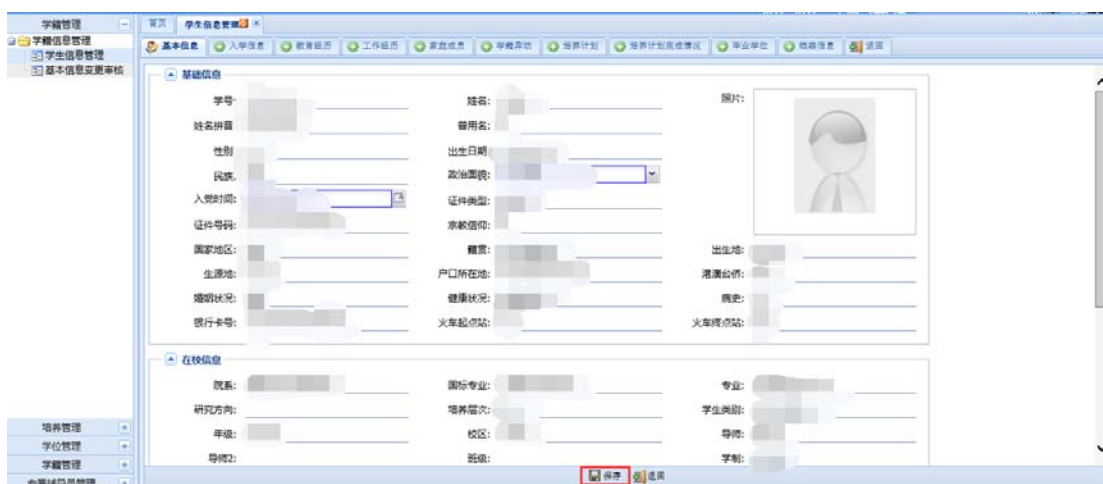 学籍管理
学籍信息管理
学生信息管理
基本信息变更审核
培养管理
学位管理
学籍管理
首页 学生信息管理
基本信息 入学信息 教育经历 工作经历 家庭成员 学籍异动 培养计划 培养计划完成情况 毕业学位 档案信息 返回
基础信息
学号: 姓名: 照片:
姓名拼音 曾用名:
性别 出生日期
民族: 政治面貌:
入党时间: 证件类型:
证件号码: 宗教信仰:
国家地区: 籍贯: 出生地:
生源地: 户口所在地: 港澳台侨:
婚姻状况: 健康状况: 病史:
银行卡号: 火车起点站: 火车终点站:
在校信息
院系: 国标专业: 专业:
研究方向: 培养层次: 学生类别:
年级: 校区: 导师:
导师2: 班级: 学制:
保存 返回